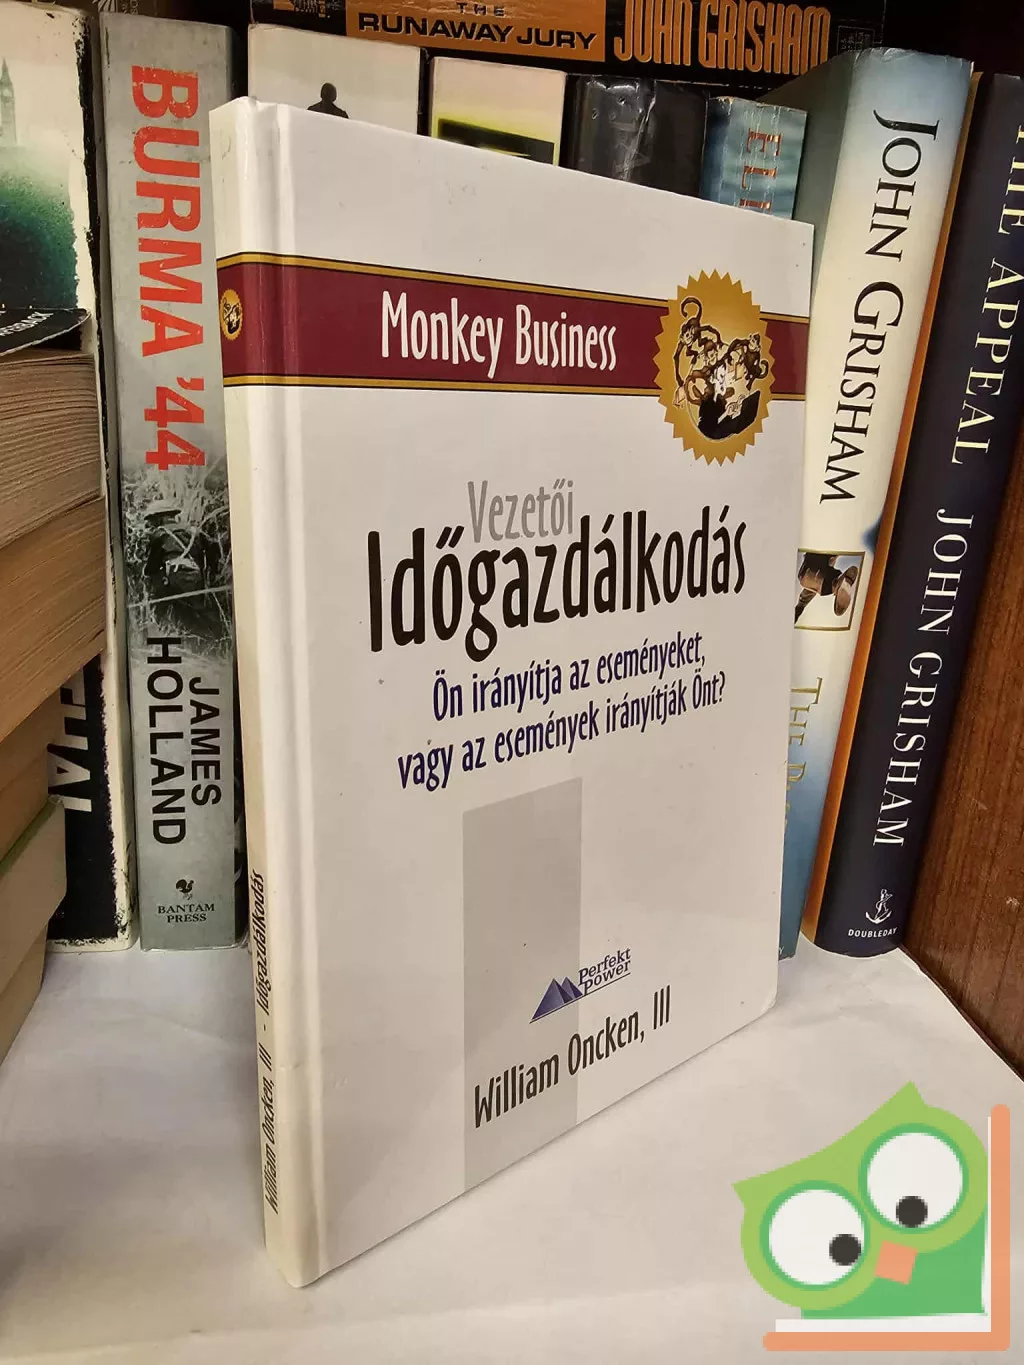 THE
RUNAWAY JURY
JOHN GRISHAM
BURMA '44
JAMES
HOLLAND
BANTAM
PRESS
Monkey Business
Vezetői
Időgazdálkodás
Ön irányítja az eseményeket,
vagy az események irányítják Önt?
Perfekt
Power
William Oncken, III
William Oncken, III - Időgazdálkodás
JOHN GRISHAM
THE APPEAL
JOHN GRISHAM
DOUBLEDAY